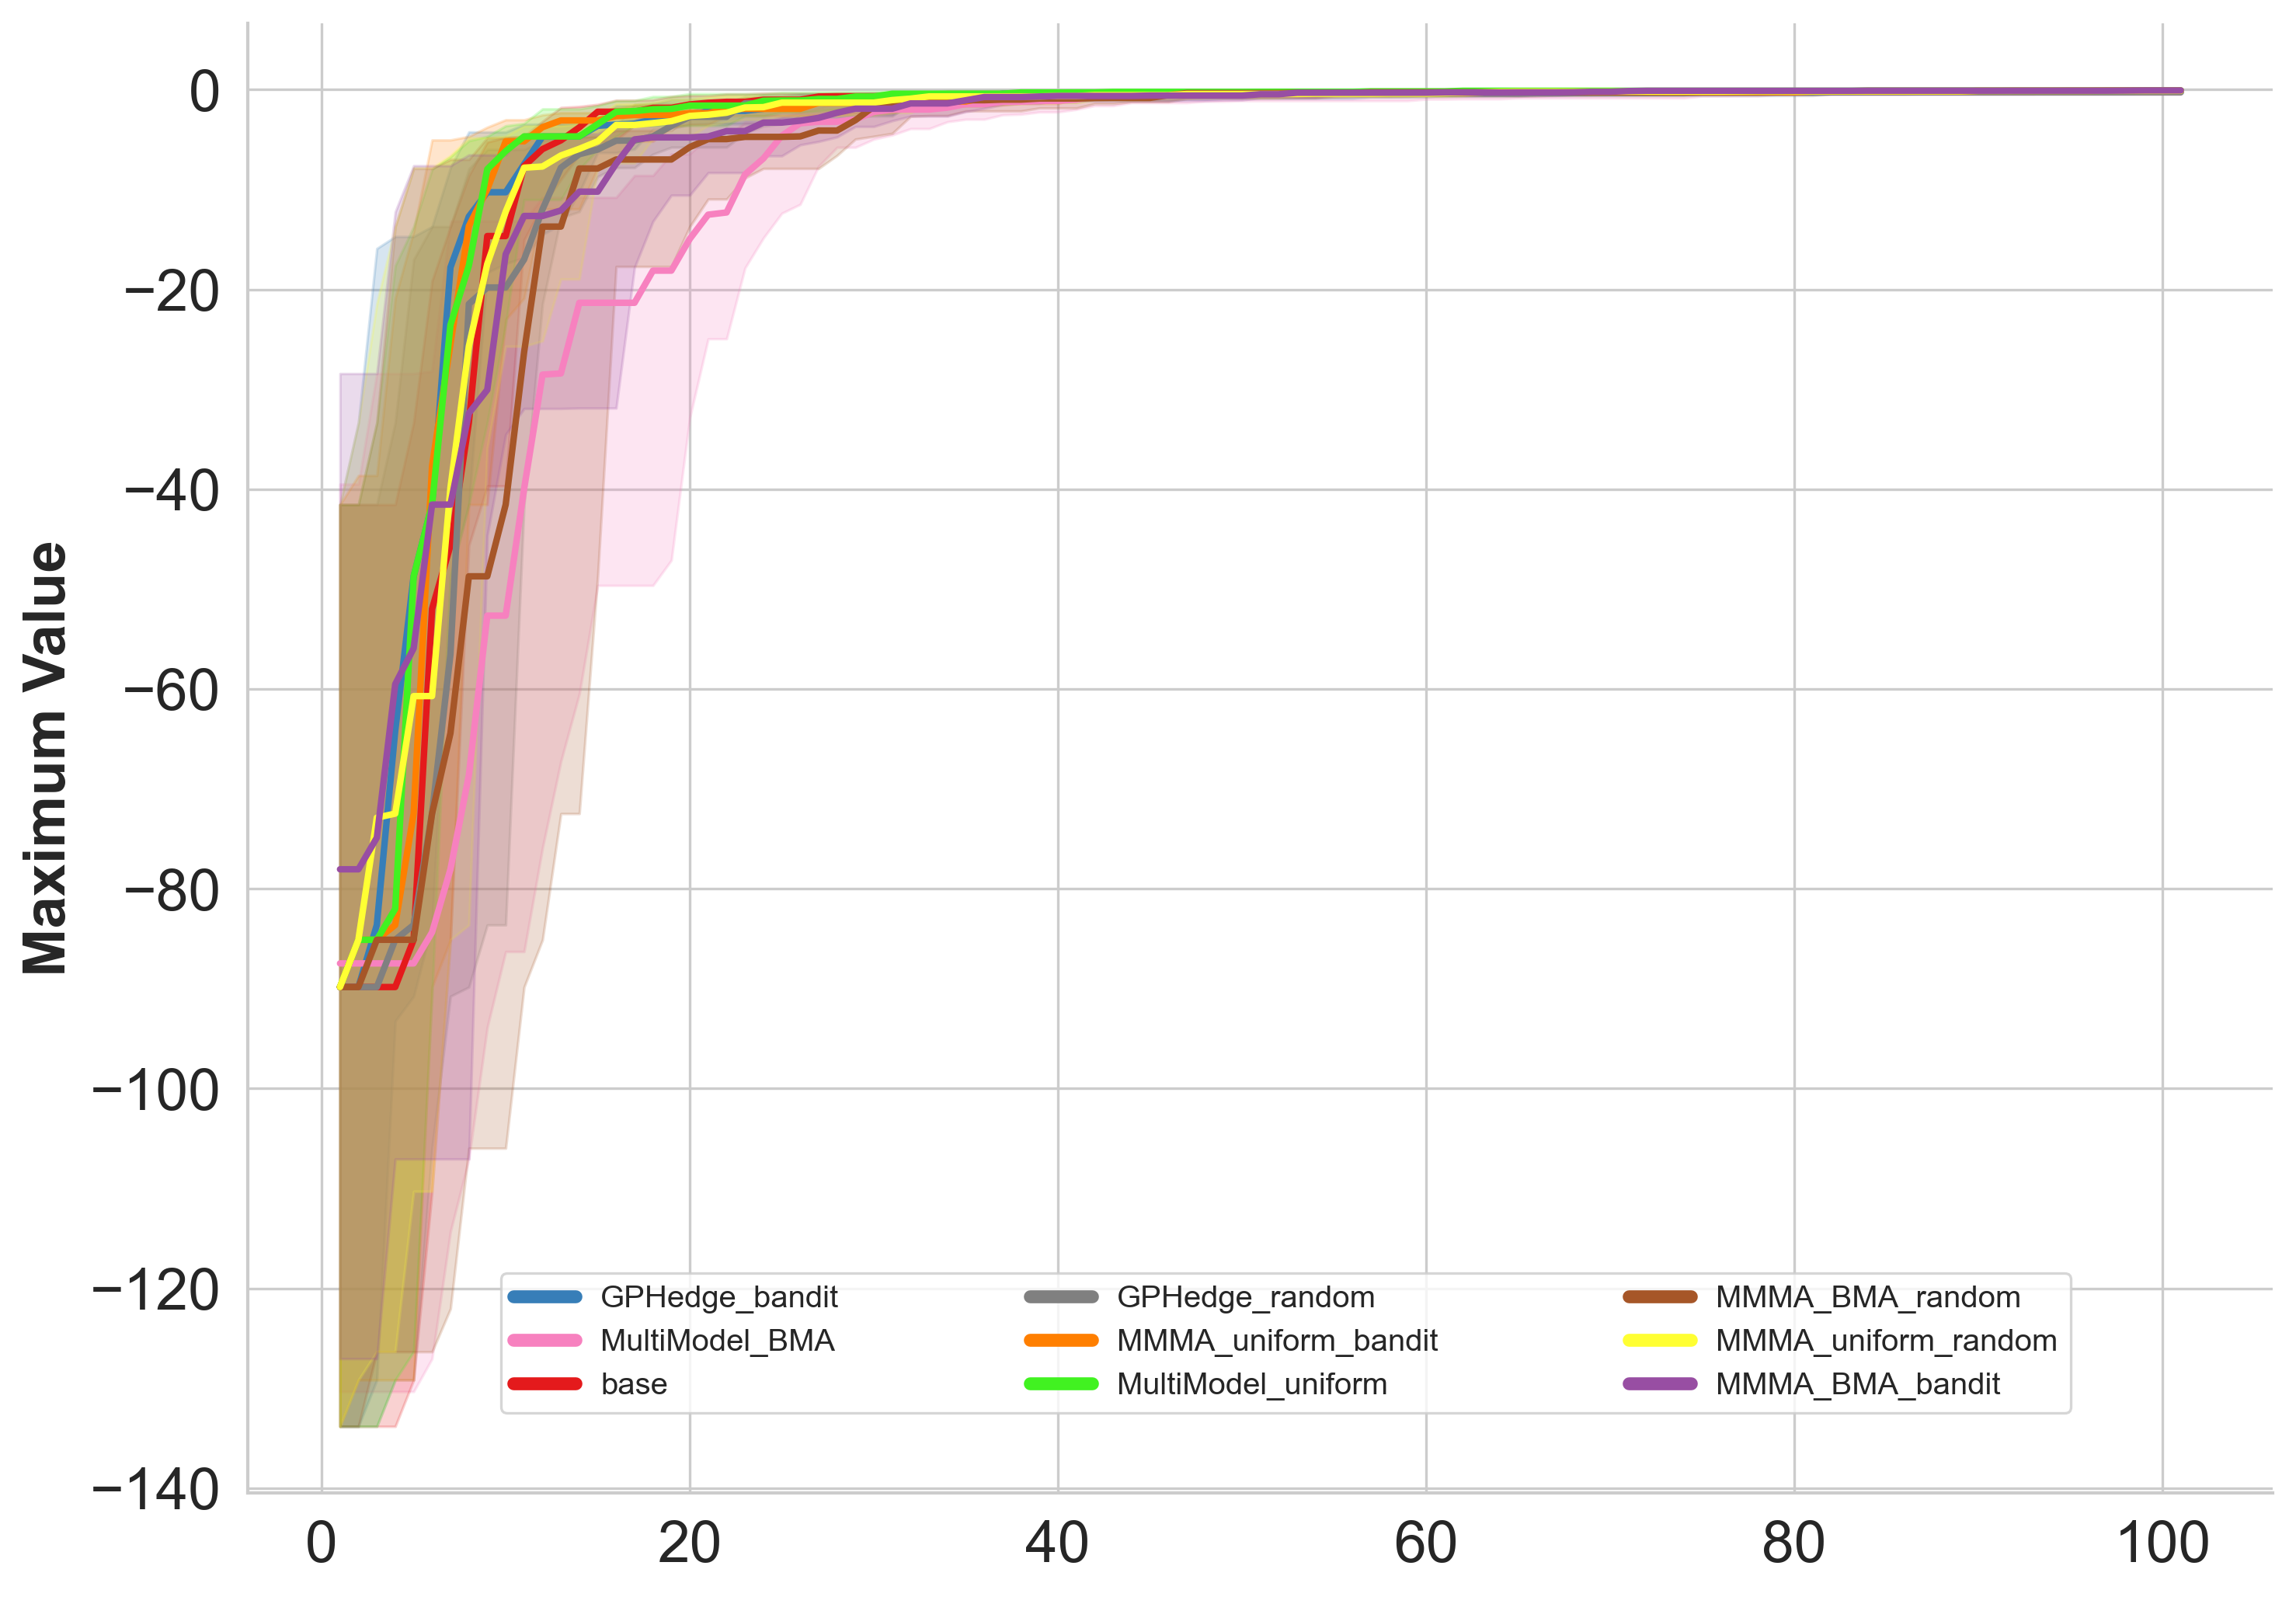 Maximum Value
0
−20
−40
−60
−80
−100
−120
−140
0 20 40 60 80 100
GPHedge_bandit GPHedge_random MMMA_BMA_random
MultiModel_BMA MMMA_uniform_bandit MMMA_uniform_random
base MultiModel_uniform MMMA_BMA_bandit